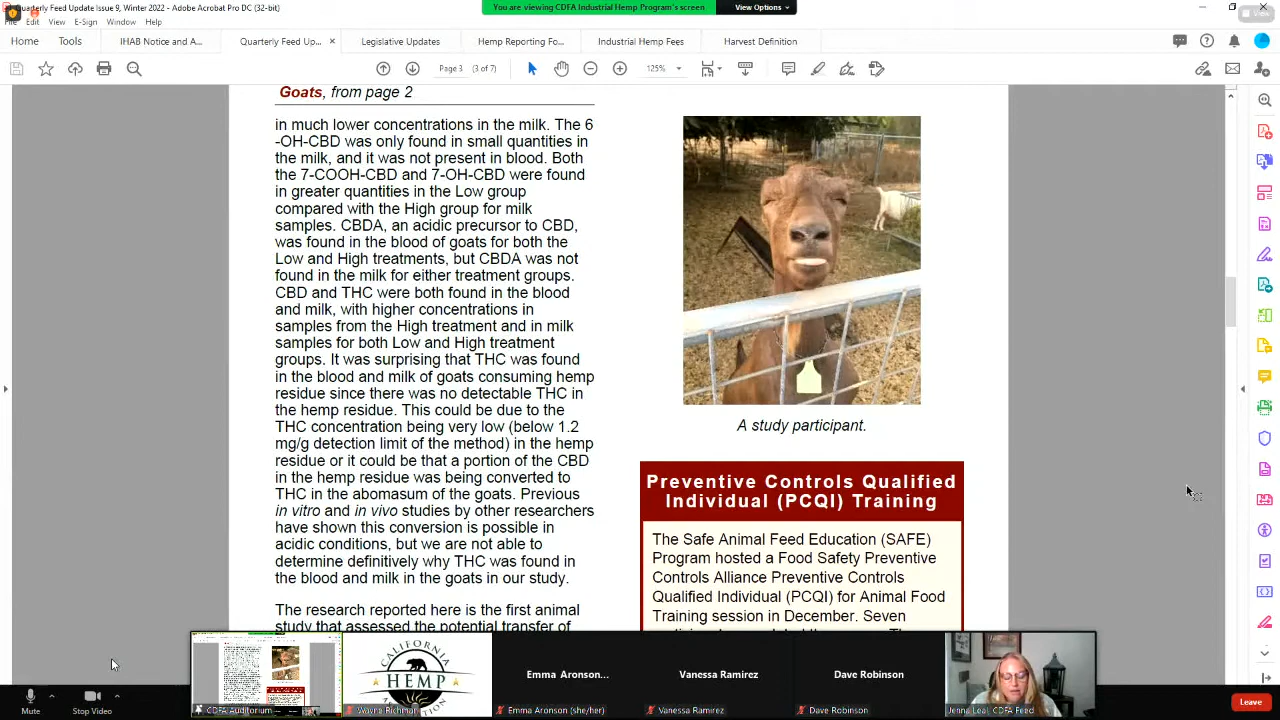 Quarterly Feed Update Issue 9, Winter 2022 - Adobe Acrobat Pro DC (32-bit)
You are viewing CDFA Industrial Hemp Program's screen
View Options
View
File Edit View E-Sign Window Help
Home Tools IHAB Notice and A... Quarterly Feed Up... × Legislative Updates Hemp Reporting Fo... Industrial Hemp Fees Harvest Definition
Page 3 (3 of 7) 125%
Goats, from page 2
in much lower concentrations in the milk. The 6
-OH-CBD was only found in small quantities in
the milk, and it was not present in blood. Both
the 7-COOH-CBD and 7-OH-CBD were found
in greater quantities in the Low group
compared with the High group for milk
samples. CBDA, an acidic precursor to CBD,
was found in the blood of goats for both the
Low and High treatments, but CBDA was not
found in the milk for either treatment groups.
CBD and THC were both found in the blood
and milk, with higher concentrations in
samples from the High treatment and in milk
samples for both Low and High treatment
groups. It was surprising that THC was found
in the blood and milk of goats consuming hemp
residue since there was no detectable THC in
the hemp residue. This could be due to the
THC concentration being very low (below 1.2
mg/g detection limit of the method) in the hemp
residue or it could be that a portion of the CBD
in the hemp residue was being converted to
THC in the abomasum of the goats. Previous
in vitro and in vivo studies by other researchers
have shown this conversion is possible in
acidic conditions, but we are not able to
determine definitively why THC was found in
the blood and milk in the goats in our study.
The research reported here is the first animal
study that assessed the potential transfer of
A study participant.
Preventive Controls Qualified
Individual (PCQI) Training
The Safe Animal Feed Education (SAFE)
Program hosted a Food Safety Preventive
Controls Alliance Preventive Controls
Qualified Individual (PCQI) for Animal Food
Training session in December. Seven
CALIFORNIA
HEMP
Emma Aronson...
Vanessa Ramirez
Dave Robinson
CDFA Auditorium
Wayne Richman
Emma Aronson (she/her)
Vanessa Ramirez
Dave Robinson
Jenna Leal, CDFA Feed
Mute
Stop Video
Leave